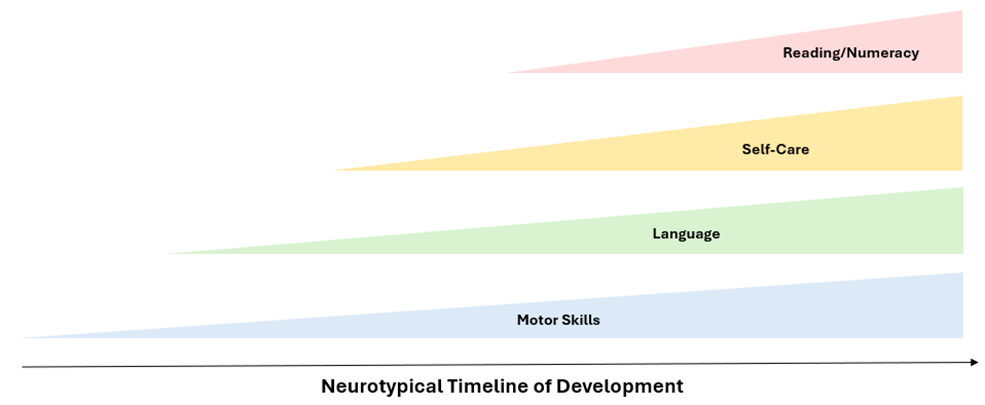 Reading/Numeracy
Self-Care
Language
Motor Skills
Neurotypical Timeline of Development